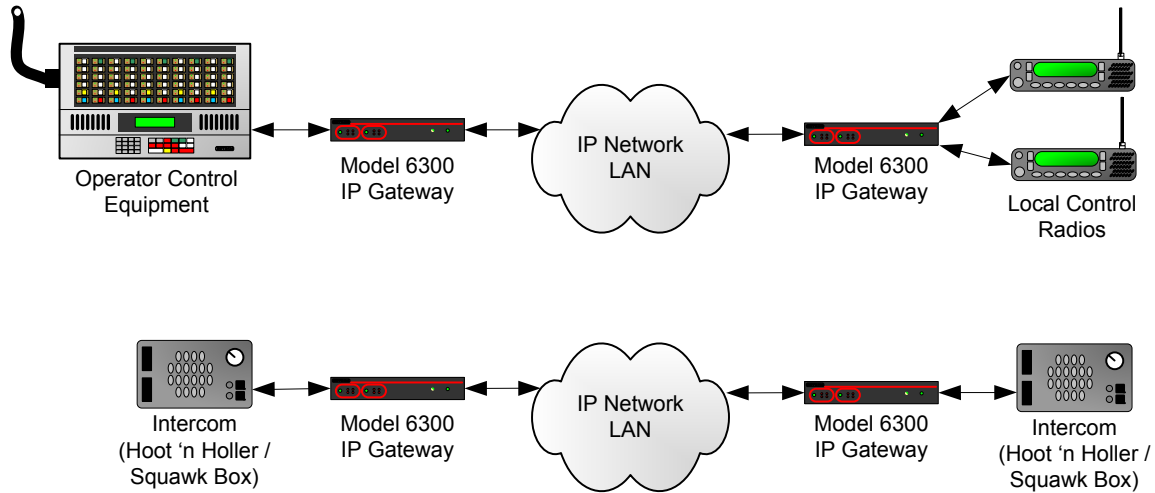 Operator Control
Equipment
Model 6300
IP Gateway
IP Network
LAN
Model 6300
IP Gateway
Local Control
Radios
Intercom
(Hoot ‘n Holler /
Squawk Box)
Model 6300
IP Gateway
IP Network
LAN
Model 6300
IP Gateway
Intercom
(Hoot ‘n Holler /
Squawk Box)